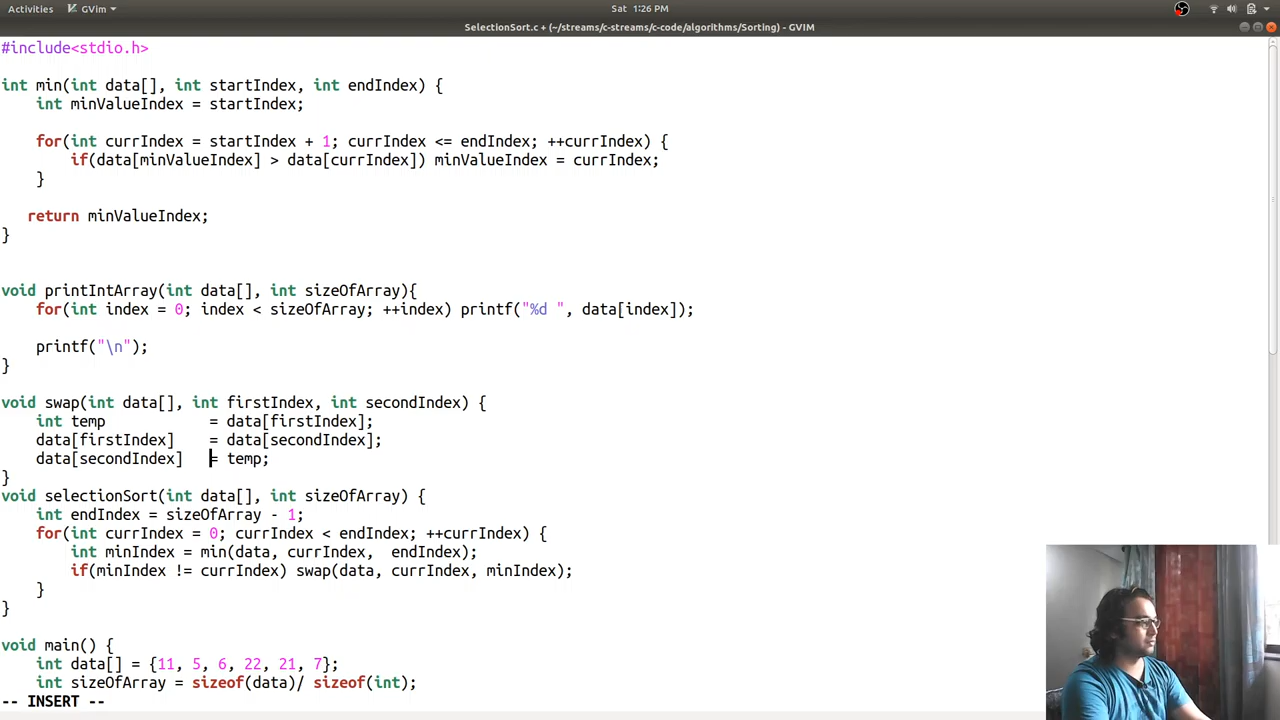 Activities GVim Sat 1:26 PM
SelectionSort.c + (~/streams/c-streams/c-code/algorithms/Sorting) - GVIM
#include<stdio.h>
int min(int data[], int startIndex, int endIndex) {
int minValueIndex = startIndex;
for(int currIndex = startIndex + 1; currIndex <= endIndex; ++currIndex) {
if(data[minValueIndex] > data[currIndex]) minValueIndex = currIndex;
}
return minValueIndex;
}
void printIntArray(int data[], int sizeOfArray){
for(int index = 0; index < sizeOfArray; ++index) printf("%d ", data[index]);
printf("\n");
}
void swap(int data[], int firstIndex, int secondIndex) {
int temp = data[firstIndex];
data[firstIndex] = data[secondIndex];
data[secondIndex] = temp;
}
void selectionSort(int data[], int sizeOfArray) {
int endIndex = sizeOfArray - 1;
for(int currIndex = 0; currIndex < endIndex; ++currIndex) {
int minIndex = min(data, currIndex, endIndex);
if(minIndex != currIndex) swap(data, currIndex, minIndex);
}
}
void main() {
int data[] = {11, 5, 6, 22, 21, 7};
int sizeOfArray = sizeof(data)/ sizeof(int);
-- INSERT --